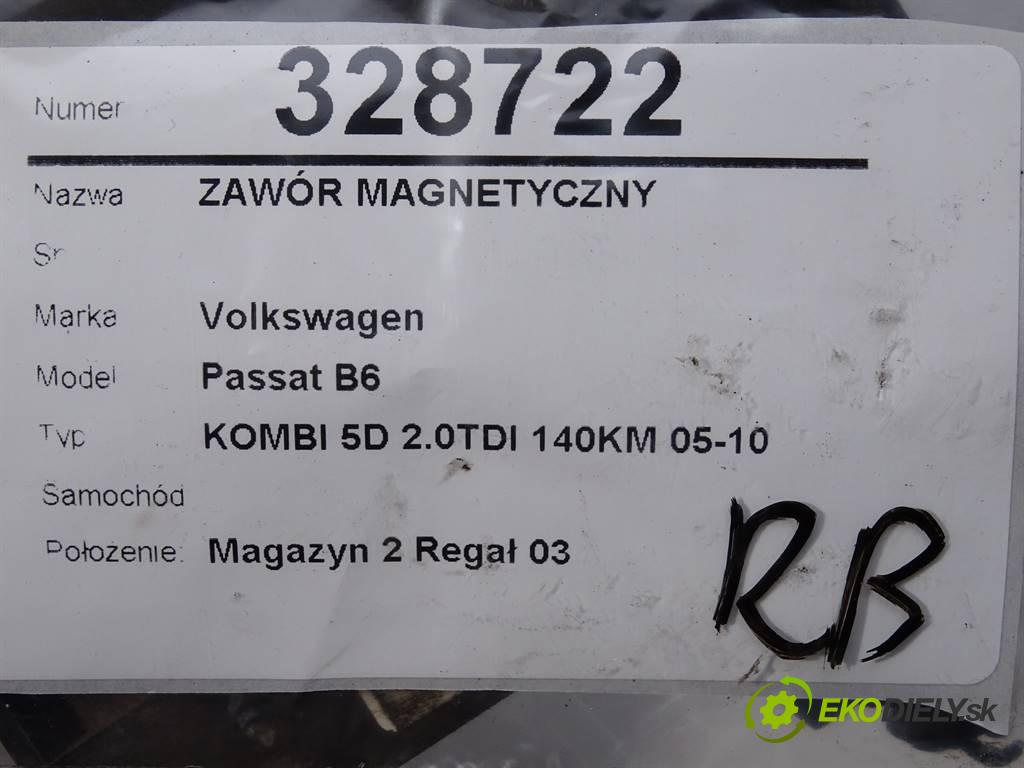 Numer 328722
Nazwa ZAWÓR MAGNETYCZNY
Sr
Marka Volkswagen
Model Passat B6
Typ KOMBI 5D 2.0TDI 140KM 05-10
Samochód
Położenie: Magazyn 2 Regał 03
RB
EKODIELY.sk